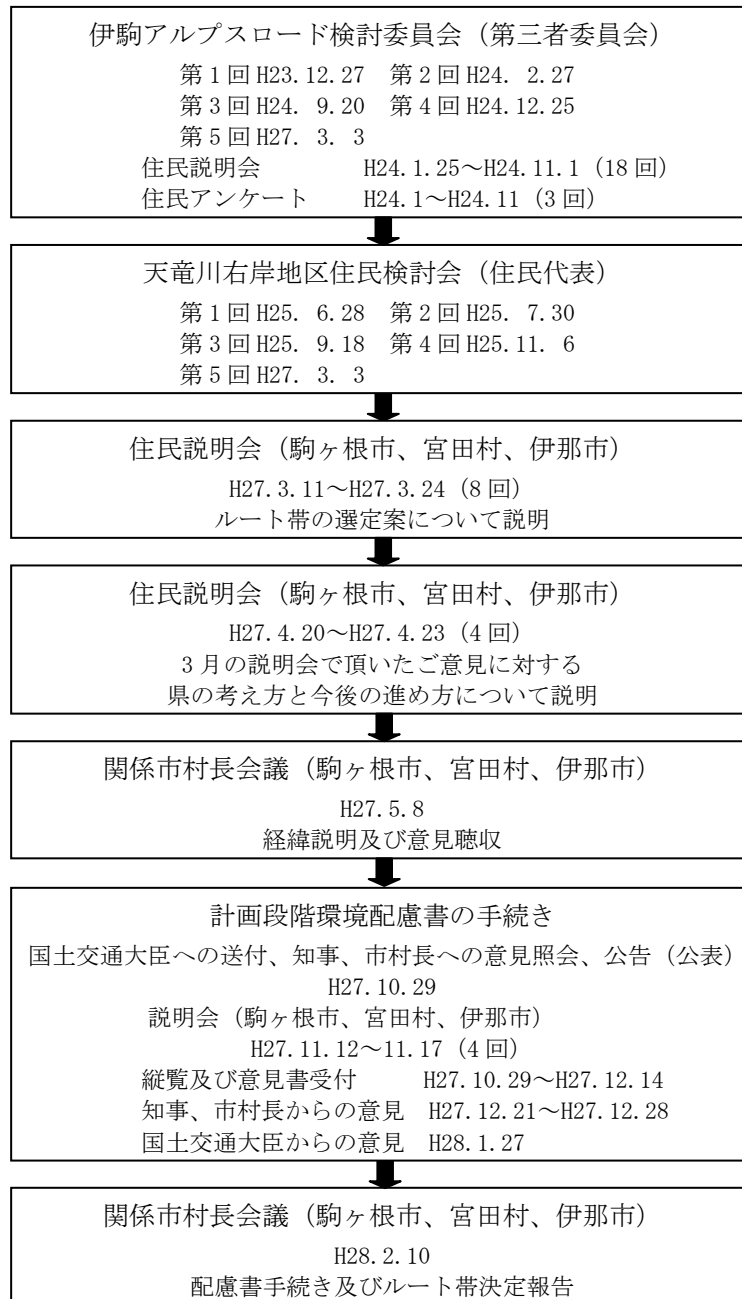 伊駒アルプスロード検討委員会（第三者委員会）
第１回 H23.12.27　第２回 H24. 2.27
第３回 H24. 9.20　第４回 H24.12.25
第５回 H27. 3. 3
住民説明会　　H24.1.25～H24.11.1（18 回）
住民アンケート　　H24.1～H24.11（3 回）
天竜川右岸地区住民検討会（住民代表）
第１回 H25. 6.28　第２回 H25. 7.30
第３回 H25. 9.18　第４回 H25.11. 6
第５回 H27. 3. 3
住民説明会（駒ヶ根市、宮田村、伊那市）
H27.3.11～H27.3.24（8 回）
ルート帯の選定案について説明
住民説明会（駒ヶ根市、宮田村、伊那市）
H27.4.20～H27.4.23（4 回）
３月の説明会で頂いたご意見に対する
県の考え方と今後の進め方について説明
関係市村長会議（駒ヶ根市、宮田村、伊那市）
H27.5.8
経緯説明及び意見聴収
計画段階環境配慮書の手続き
国土交通大臣への送付、知事、市村長への意見照会、公告（公表）
H27.10.29
説明会（駒ヶ根市、宮田村、伊那市）
H27.11.12～11.17（4 回）
縦覧及び意見書受付　　H27.10.29～H27.12.14
知事、市村長からの意見　H27.12.21～H27.12.28
国土交通大臣からの意見　H28.1.27
関係市村長会議（駒ヶ根市、宮田村、伊那市）
H28.2.10
配慮書手続き及びルート帯決定報告